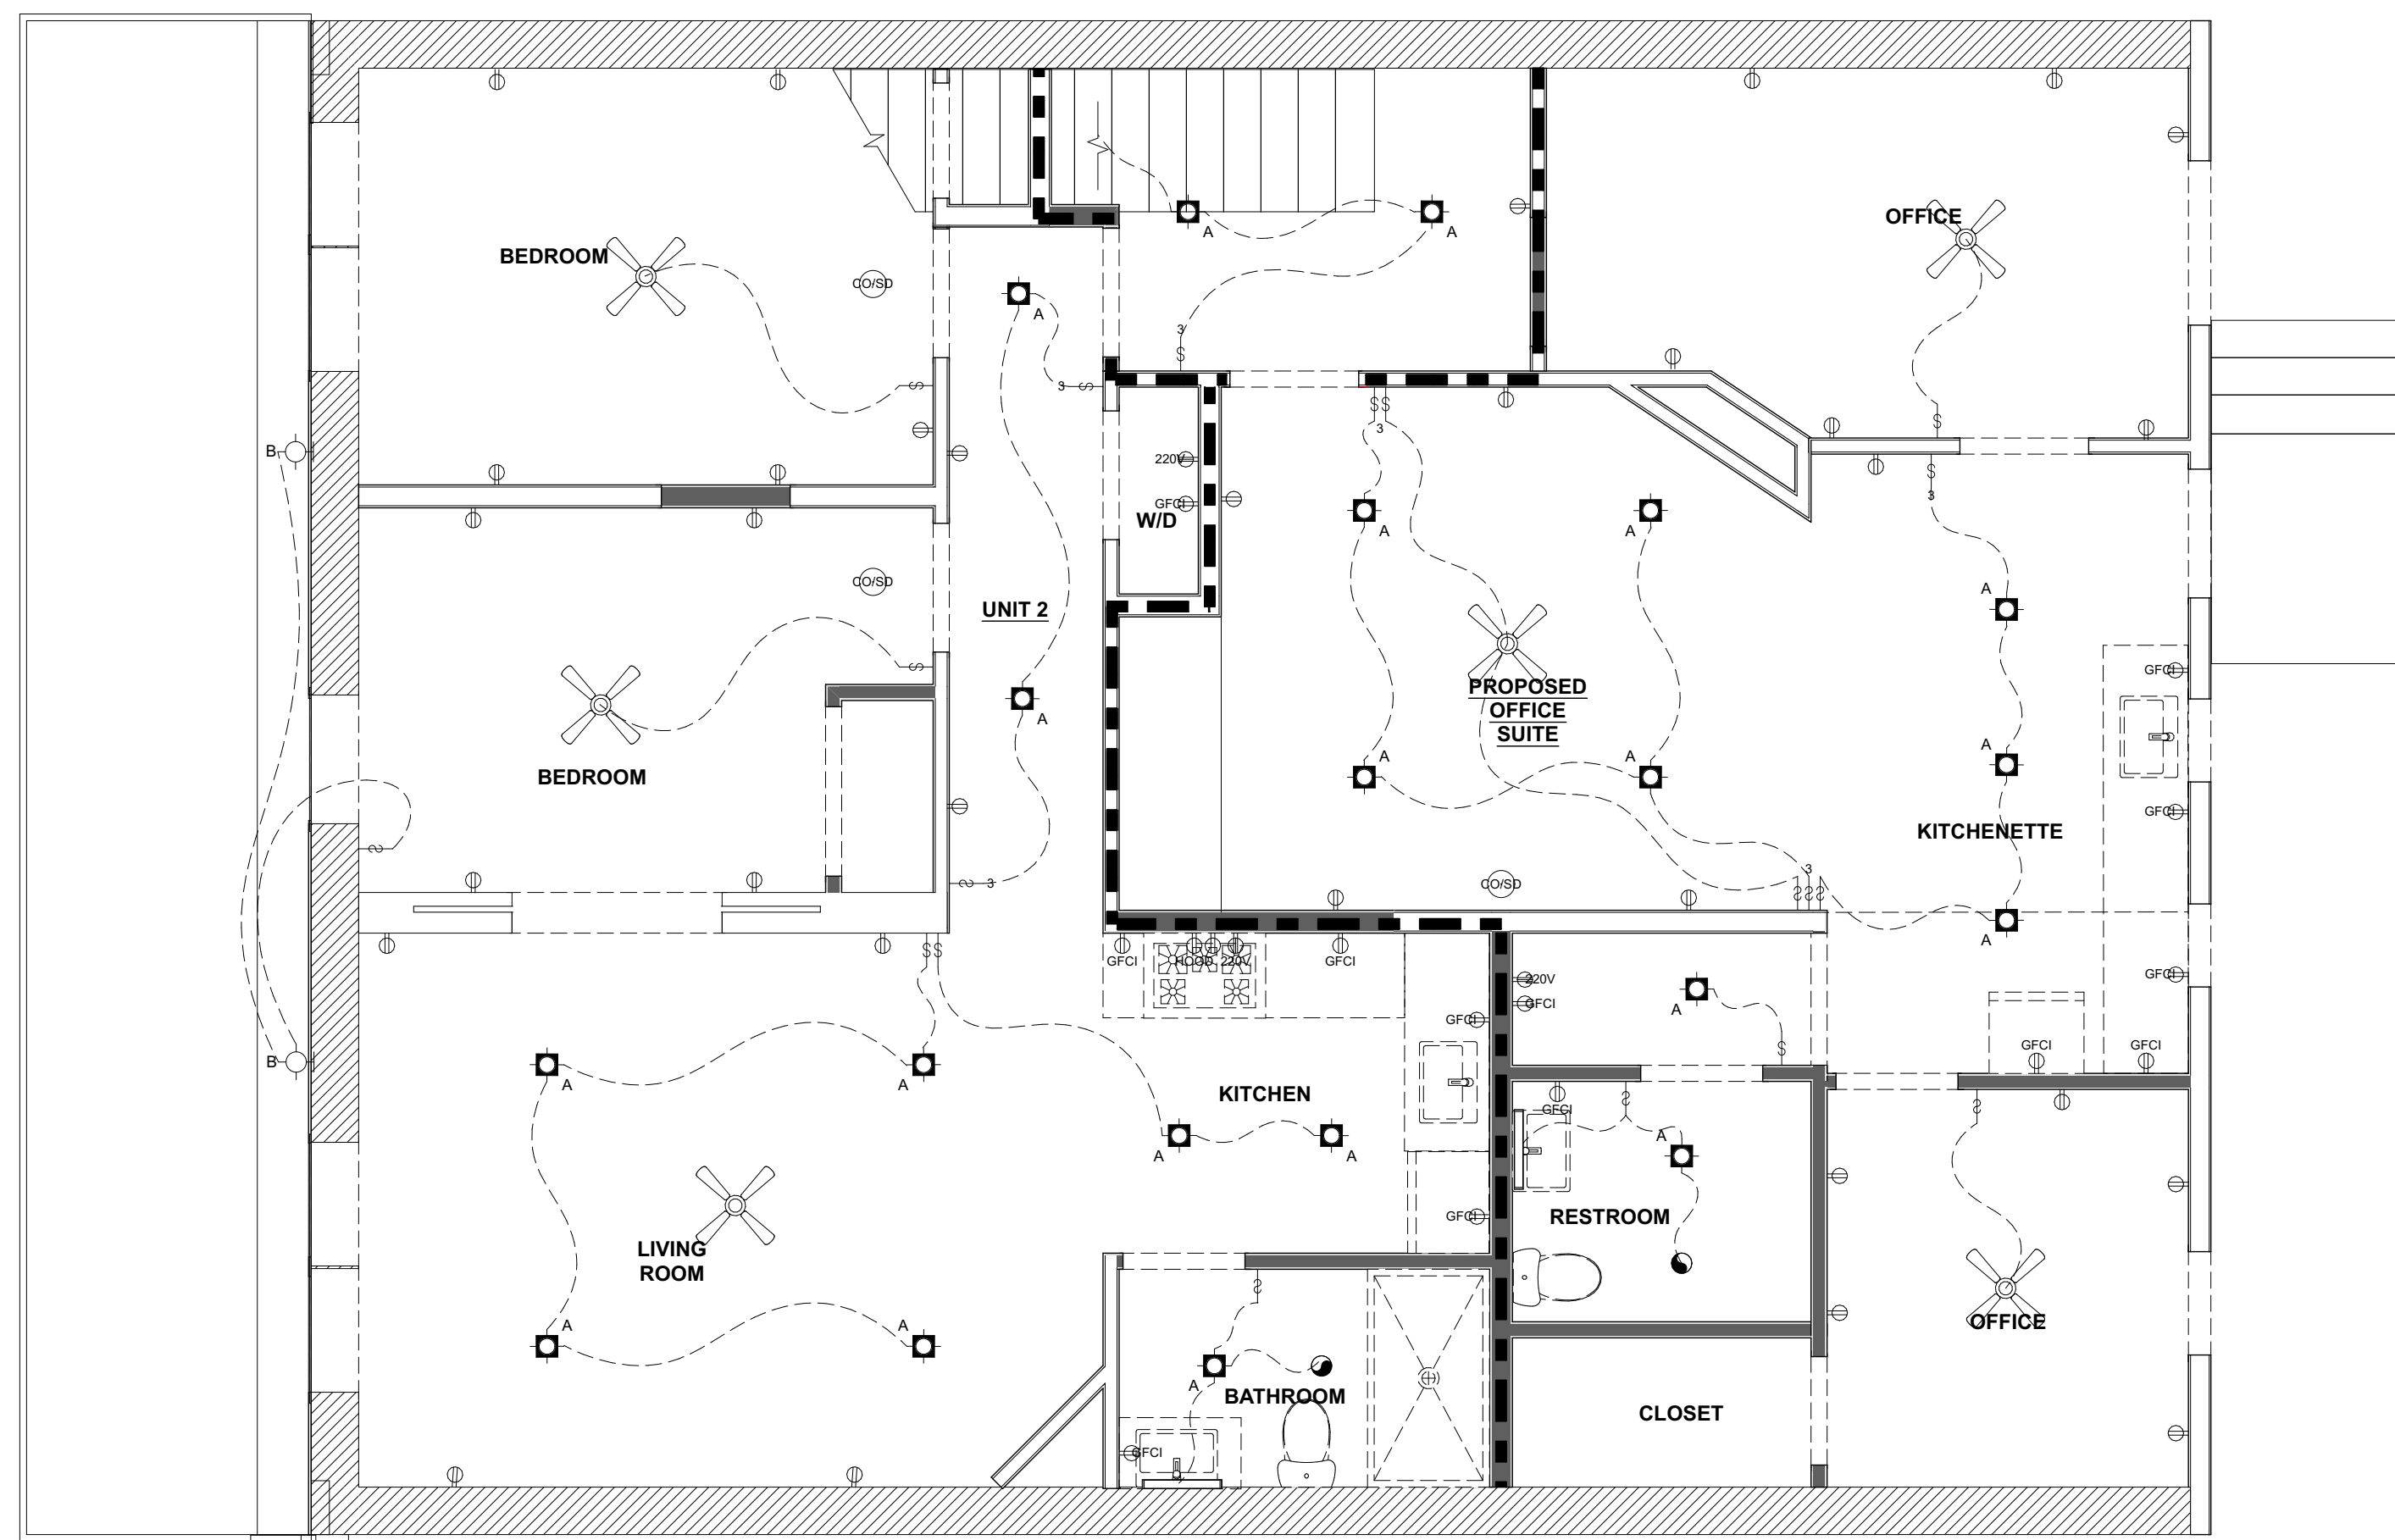 A
A
OFFICE
BEDROOM
CO/SD
A
3
3
3
B
220V
GFCI
W/D
3
A
A
CO/SD
A
UNIT 2
GFCI
PROPOSED
OFFICE
SUITE
A
A
A
A
BEDROOM
GFCI
KITCHENETTE
3
3
CO/SD
A
GFCI
HOOD
220V
GFCI
220V
GFCI
GFCI
A
GFCI
GFCI
GFCI
B
A
A
KITCHEN
GFCI
A
A
A
GFCI
RESTROOM
LIVING
ROOM
OFFICE
A
A
A
BATHROOM
CLOSET
GFCI